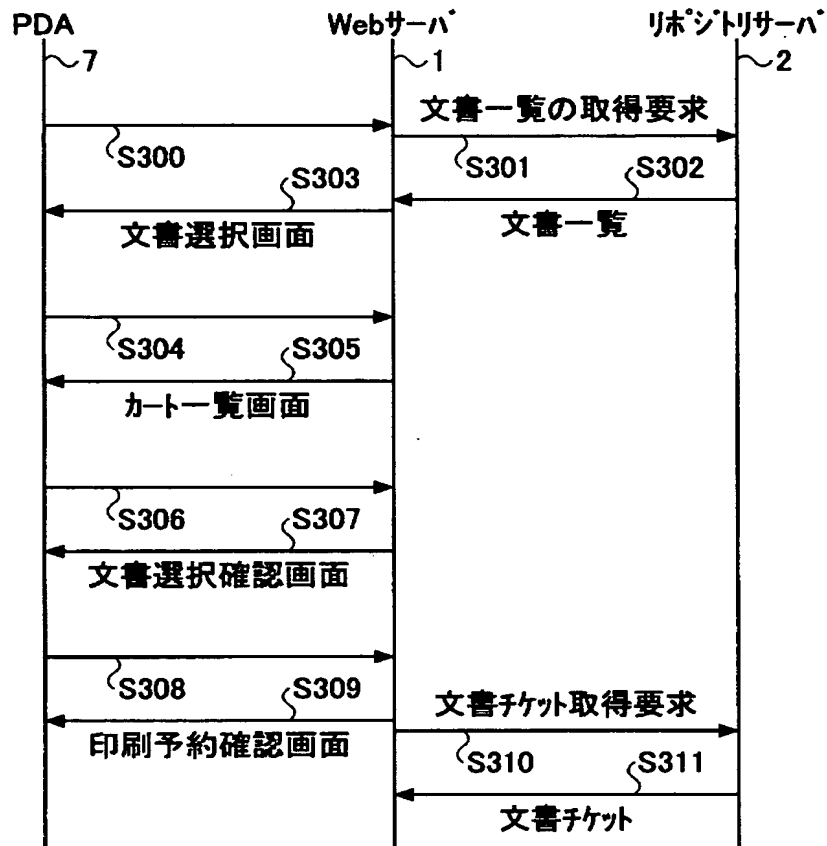 PDA
Webサーバ
リポジトリサーバ
7
1
2
文書一覧の取得要求
S300
S301
S302
S303
文書選択画面
文書一覧
S304
S305
カート一覧画面
S306
S307
文書選択確認画面
S308
S309
文書チケット取得要求
印刷予約確認画面
S310
S311
文書チケット